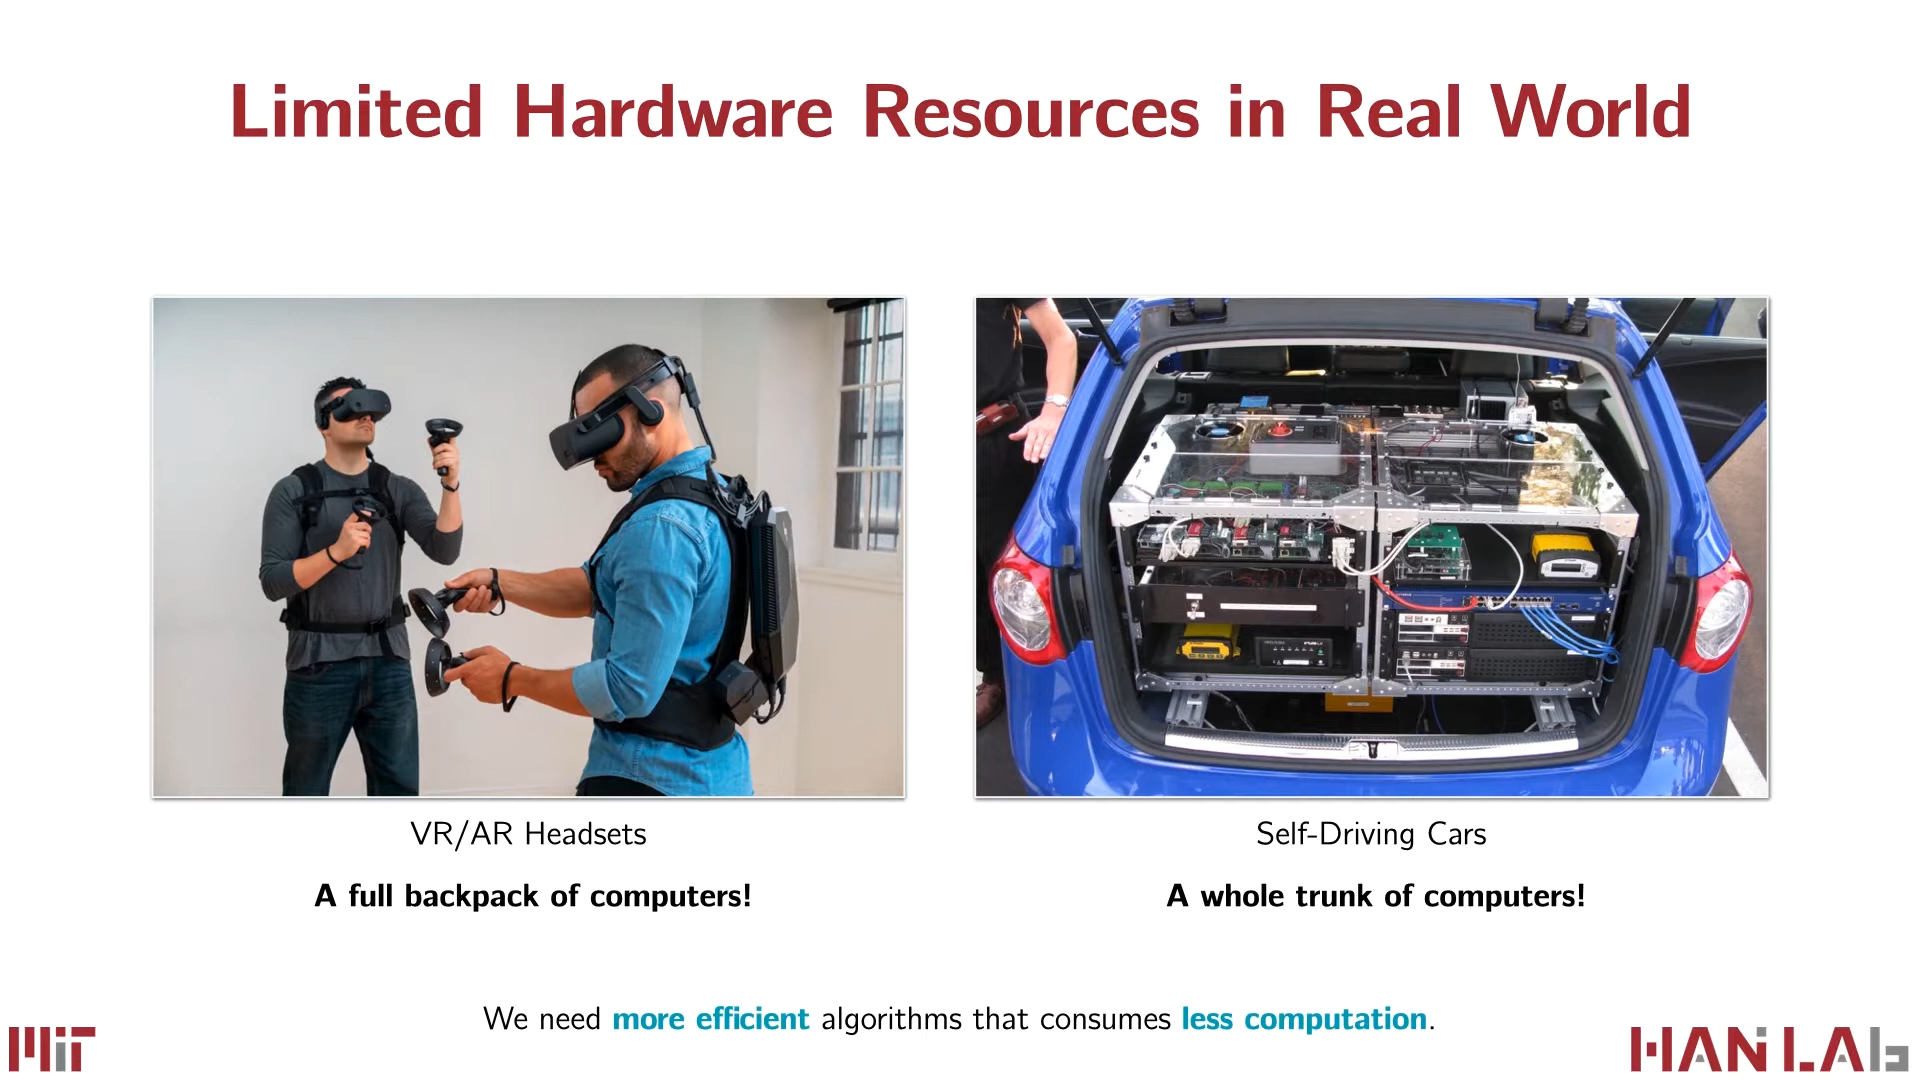 Limited Hardware Resources in Real World
VR/AR Headsets
Self-Driving Cars
A full backpack of computers!
A whole trunk of computers!
We need more efficient algorithms that consumes less computation.
MiT
HAN LAb